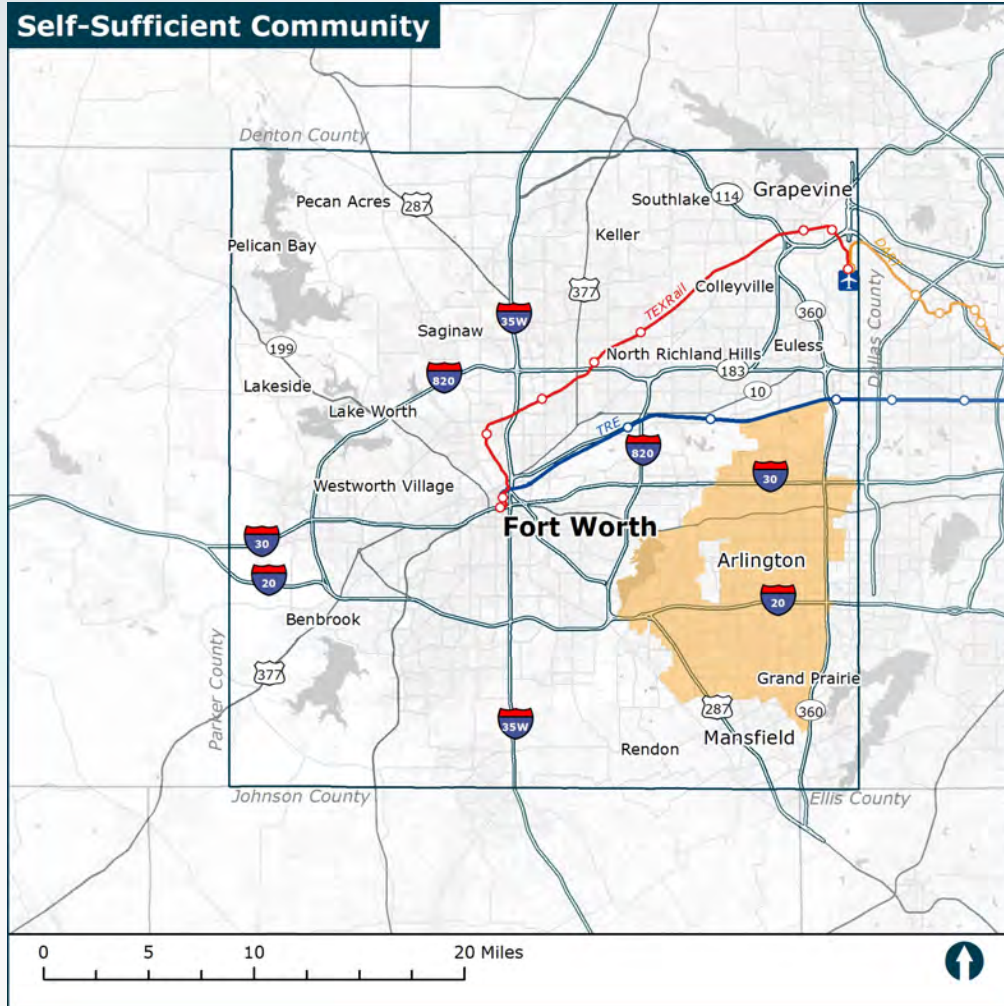 Self-Sufficient Community
Denton County
Pecan Acres
287
Southlake
114
Grapevine
Pelican Bay
Keller
377
DART
TEXRail
Colleyville
Dallas County
35W
360
Saginaw
199
North Richland Hills
Euless
820
183
Lakeside
10
Lake Worth
TRE
820
30
Westworth Village
Fort Worth
30
Arlington
20
20
Benbrook
Parker County
377
Grand Prairie
287
360
35W
Rendon
Mansfield
Johnson County
Ellis County
0 5 10 20 Miles